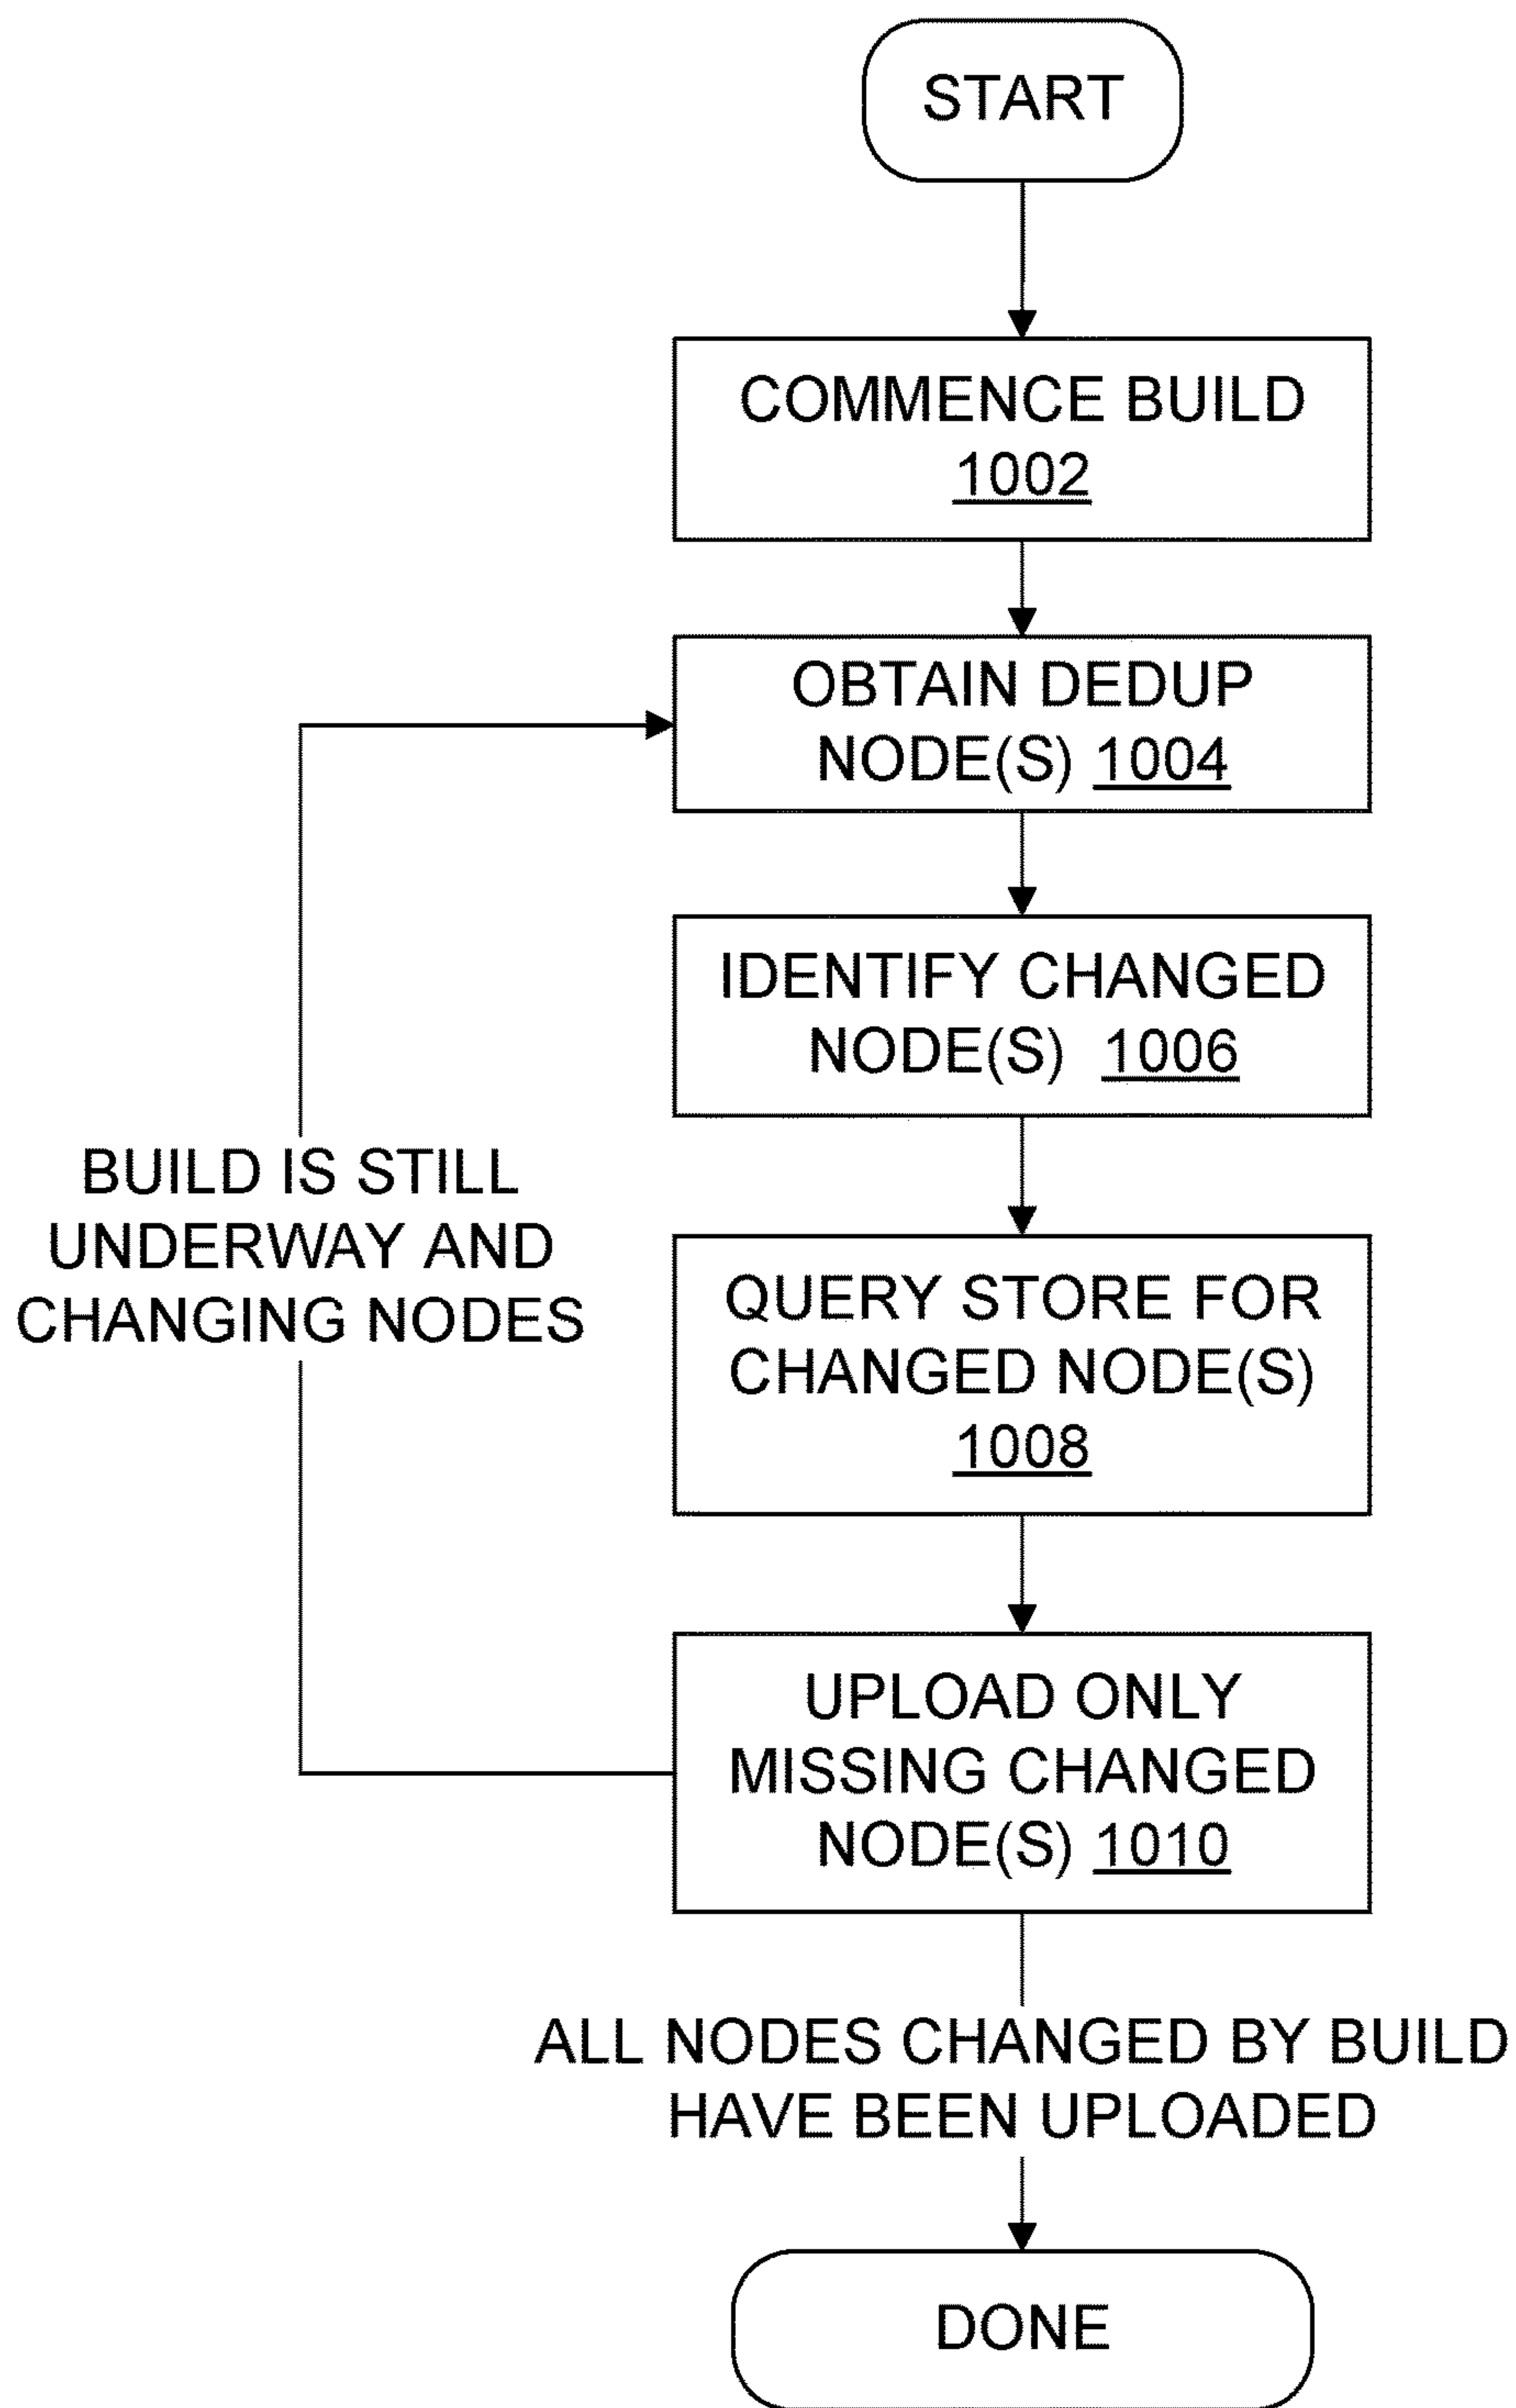 START
COMMENCE BUILD
1002
OBTAIN DEDUP
NODE(S) 1004
IDENTIFY CHANGED
NODE(S) 1006
BUILD IS STILL
UNDERWAY AND
CHANGING NODES
QUERY STORE FOR
CHANGED NODE(S)
1008
UPLOAD ONLY
MISSING CHANGED
NODE(S) 1010
ALL NODES CHANGED BY BUILD
HAVE BEEN UPLOADED
DONE